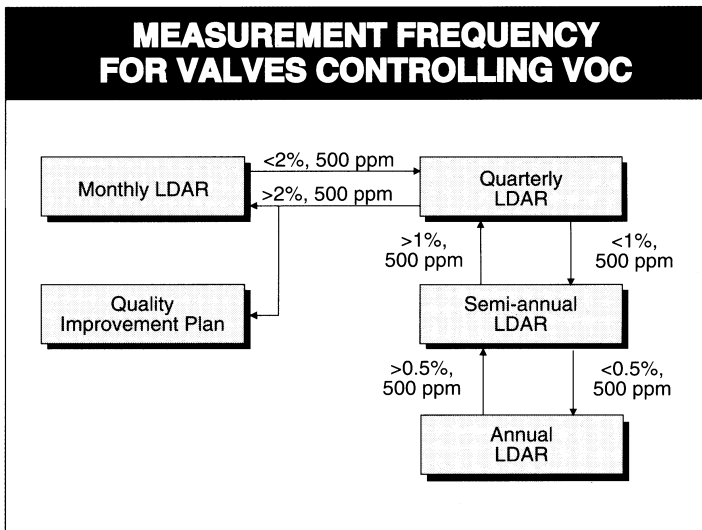 MEASUREMENT FREQUENCY
FOR VALVES CONTROLLING VOC
<2%, 500 ppm
Monthly LDAR
Quarterly
LDAR
>2%, 500 ppm
>1%,
500 ppm
<1%,
500 ppm
Quality
Improvement Plan
Semi-annual
LDAR
>0.5%,
500 ppm
<0.5%,
500 ppm
Annual
LDAR